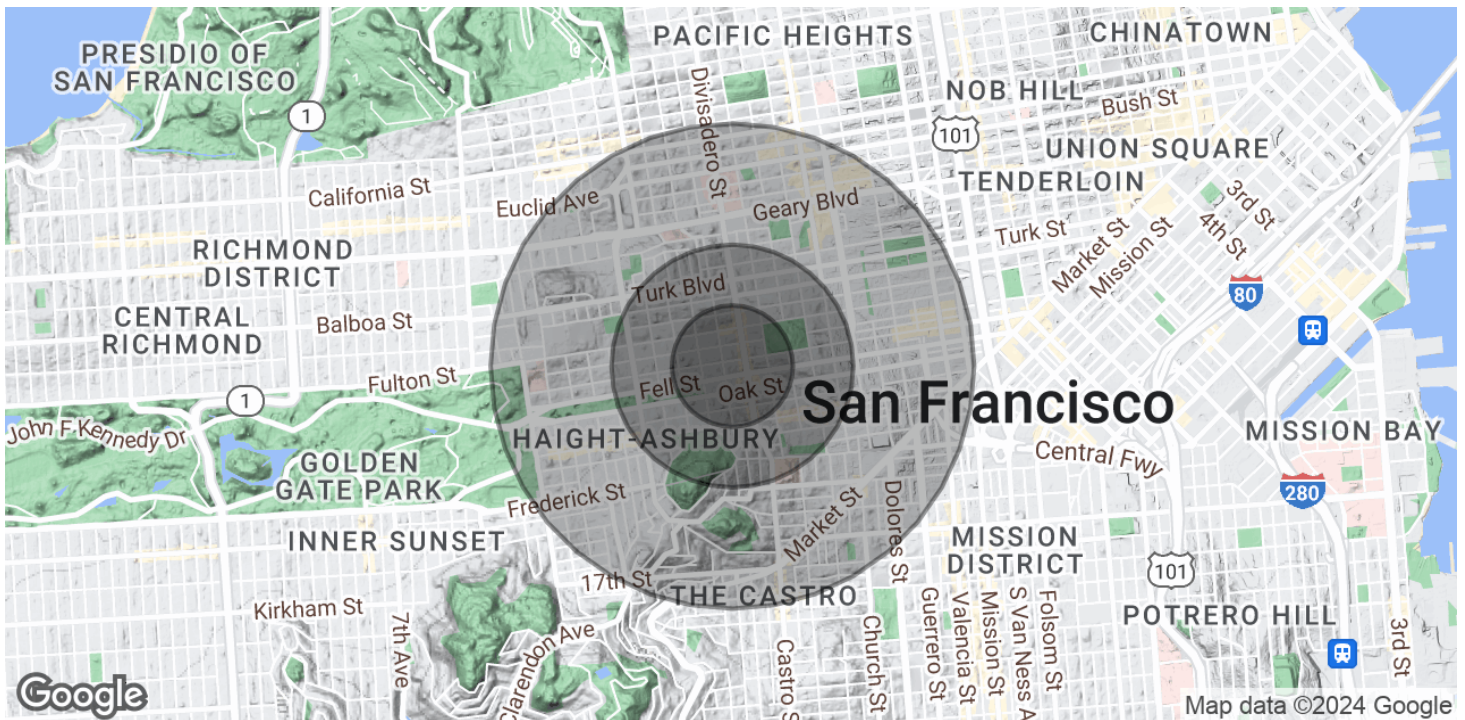 PACIFIC HEIGHTS
CHINATOWN
PRESIDIO OF
SAN FRANCISCO
Divisadero St
NOB HILL
Bush St
1
101
UNION SQUARE
TENDERLOIN
California St
Euclid Ave
Geary Blvd
3rd St
4th St
Turk St
Market St
Mission St
RICHMOND
DISTRICT
Turk Blvd
80
CENTRAL
RICHMOND
Balboa St
Fulton St
Fell St
Oak St
San Francisco
1
John F Kennedy Dr
HAIGHT-ASHBURY
MISSION BAY
GOLDEN
GATE PARK
Central Fwy
Frederick St
280
Market St
Dolores St
INNER SUNSET
MISSION
DISTRICT
17th St
101
THE CASTRO
Kirkham St
7th Ave
Clarendon Ave
Castro S
Church St
Guerrero St
Valencia St
Mission St
S Van Ness A
Folsom St
POTRERO HILL
3rd St
Google
Map data ©2024 Google